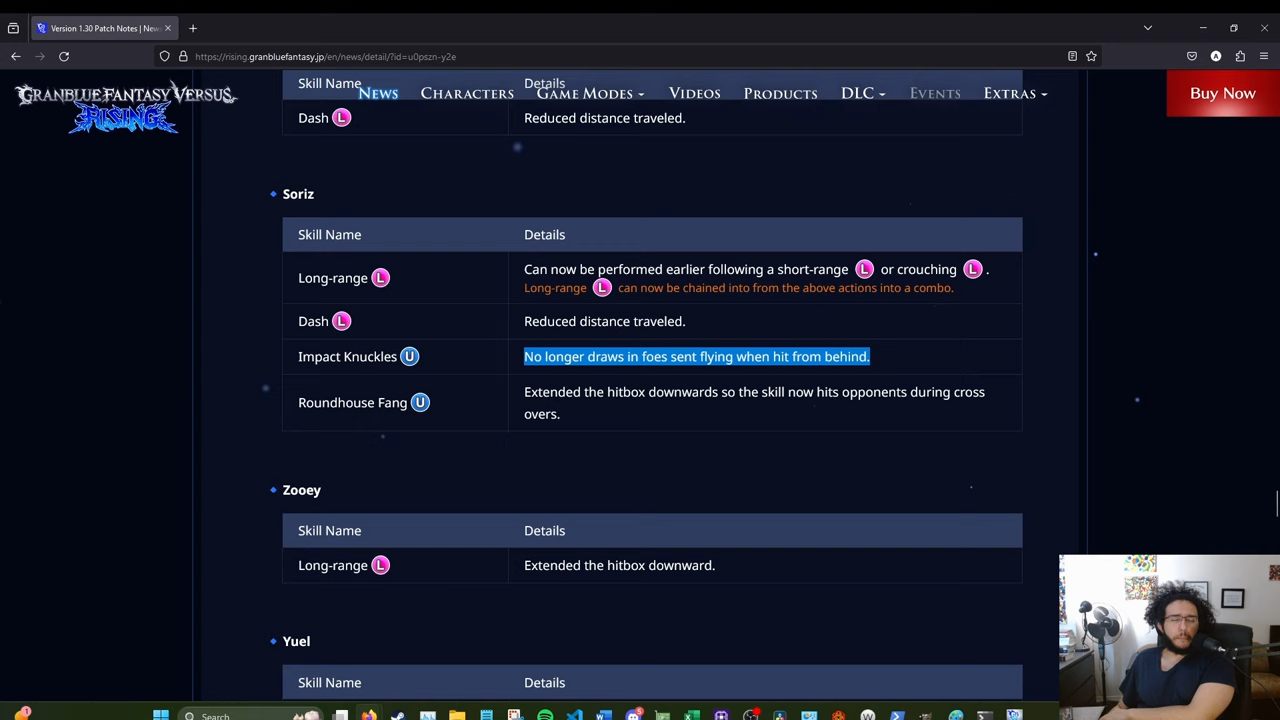 Version 1.30 Patch Notes | New
https://rising.granbluefantasy.jp/en/news/detail/?id=u0pszn-y2e
A
GRANBLUE FANTASY VERSUS
RISING
NEWS CHARACTERS GAME MODES VIDEOS PRODUCTS DLC EVENTS EXTRAS
Buy Now
Skill Name Details
Dash L Reduced distance traveled.
Soriz
Skill Name Details
Long-range L Can now be performed earlier following a short-range L or crouching L .
Long-range L can now be chained into from the above actions into a combo.
Dash L Reduced distance traveled.
Impact Knuckles U No longer draws in foes sent flying when hit from behind.
Roundhouse Fang U Extended the hitbox downwards so the skill now hits opponents during cross
overs.
Zooey
Skill Name Details
Long-range L Extended the hitbox downward.
Yuel
Skill Name Details
Search